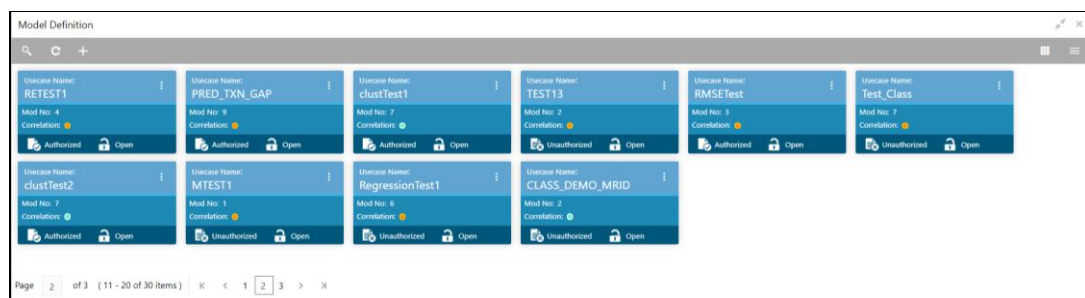 Model Definition
Usecase Name:
RETEST1
Mod No: 4
Correlation:
Authorized Open
Usecase Name:
PRED_TXN_GAP
Mod No: 9
Correlation:
Authorized Open
Usecase Name:
clustTest1
Mod No: 7
Correlation:
Authorized Open
Usecase Name:
TEST13
Mod No: 2
Correlation:
Unauthorized Open
Usecase Name:
RMSETest
Mod No: 3
Correlation:
Authorized Open
Usecase Name:
Test_Class
Mod No: 7
Correlation:
Unauthorized Open
Usecase Name:
clustTest2
Mod No: 7
Correlation:
Authorized Open
Usecase Name:
MTEST1
Mod No: 1
Correlation:
Unauthorized Open
Usecase Name:
RegressionTest1
Mod No: 6
Correlation:
Unauthorized Open
Usecase Name:
CLASS_DEMO_MRID
Mod No: 2
Correlation:
Unauthorized Open
Page 2 of 3 (11 - 20 of 30 items) K < 1 2 3 > Ʞ